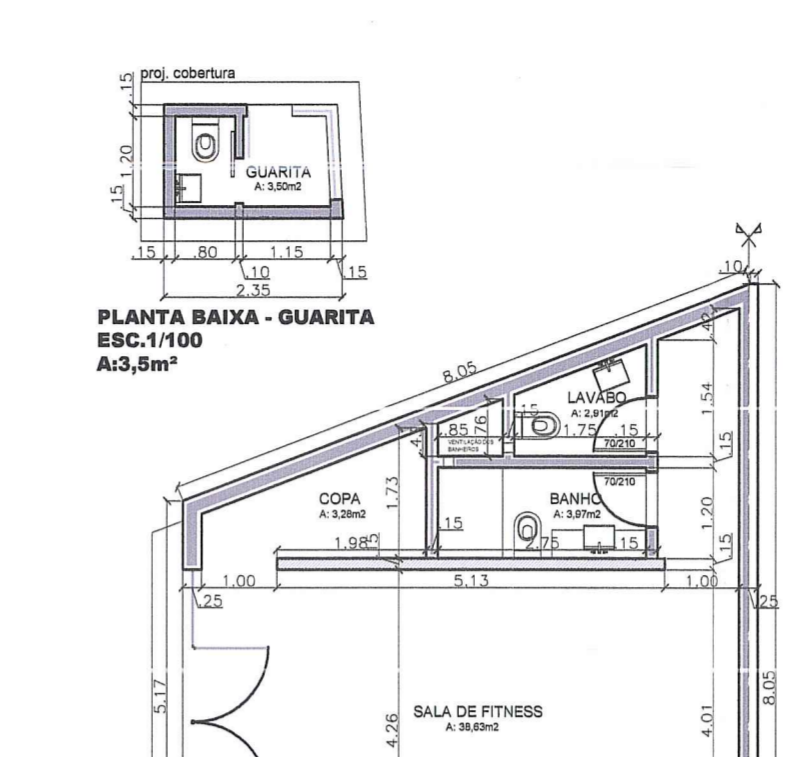 proj. cobertura
.15
1.20
.15
GUARITA
A: 3,50m2
.15
.80
1.15
.10
.15
2.35
PLANTA BAIXA - GUARITA
ESC.1/100
A:3,5m²
.10
8.05
LAVABO
A: 2,91m2
.76
.15
.85
1.75
.15
1.54
.15
VENTILAÇÃO DOS
BANHEIROS
70/210
70/210
COPA
A: 3,28m2
1.73
BANHO
A: 3,97m2
1.20
.15
.15
1.98
2.75
.15
.15
1.00
5.13
1.00
.25
.25
5.17
SALA DE FITNESS
A: 38,63m2
4.26
4.01
8.05